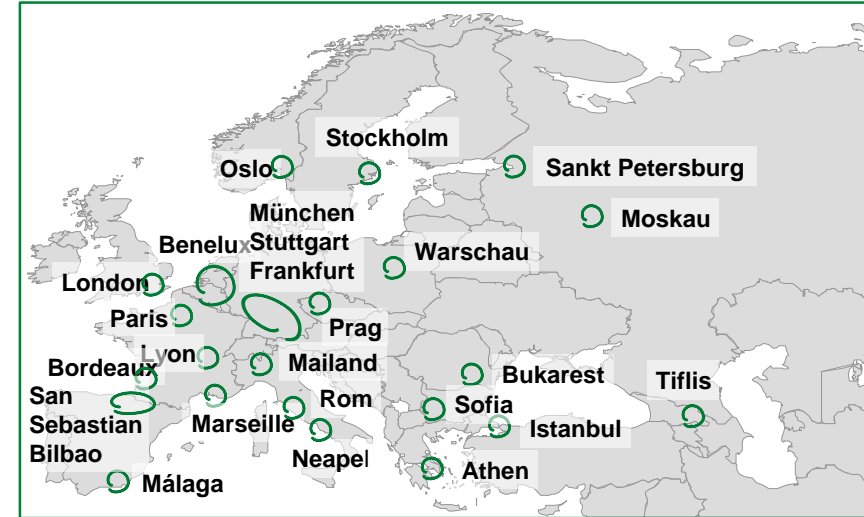 Stockholm
Oslo
Sankt Petersburg
München
Stuttgart
Frankfurt
Moskau
Benelux
Warschau
London
Paris
Prag
Lyon
Mailand
Bordeaux
Bukarest
Tiflis
San
Sebastian
Bilbao
Rom
Sofia
Marseille
Istanbul
Neapel
Athen
Málaga